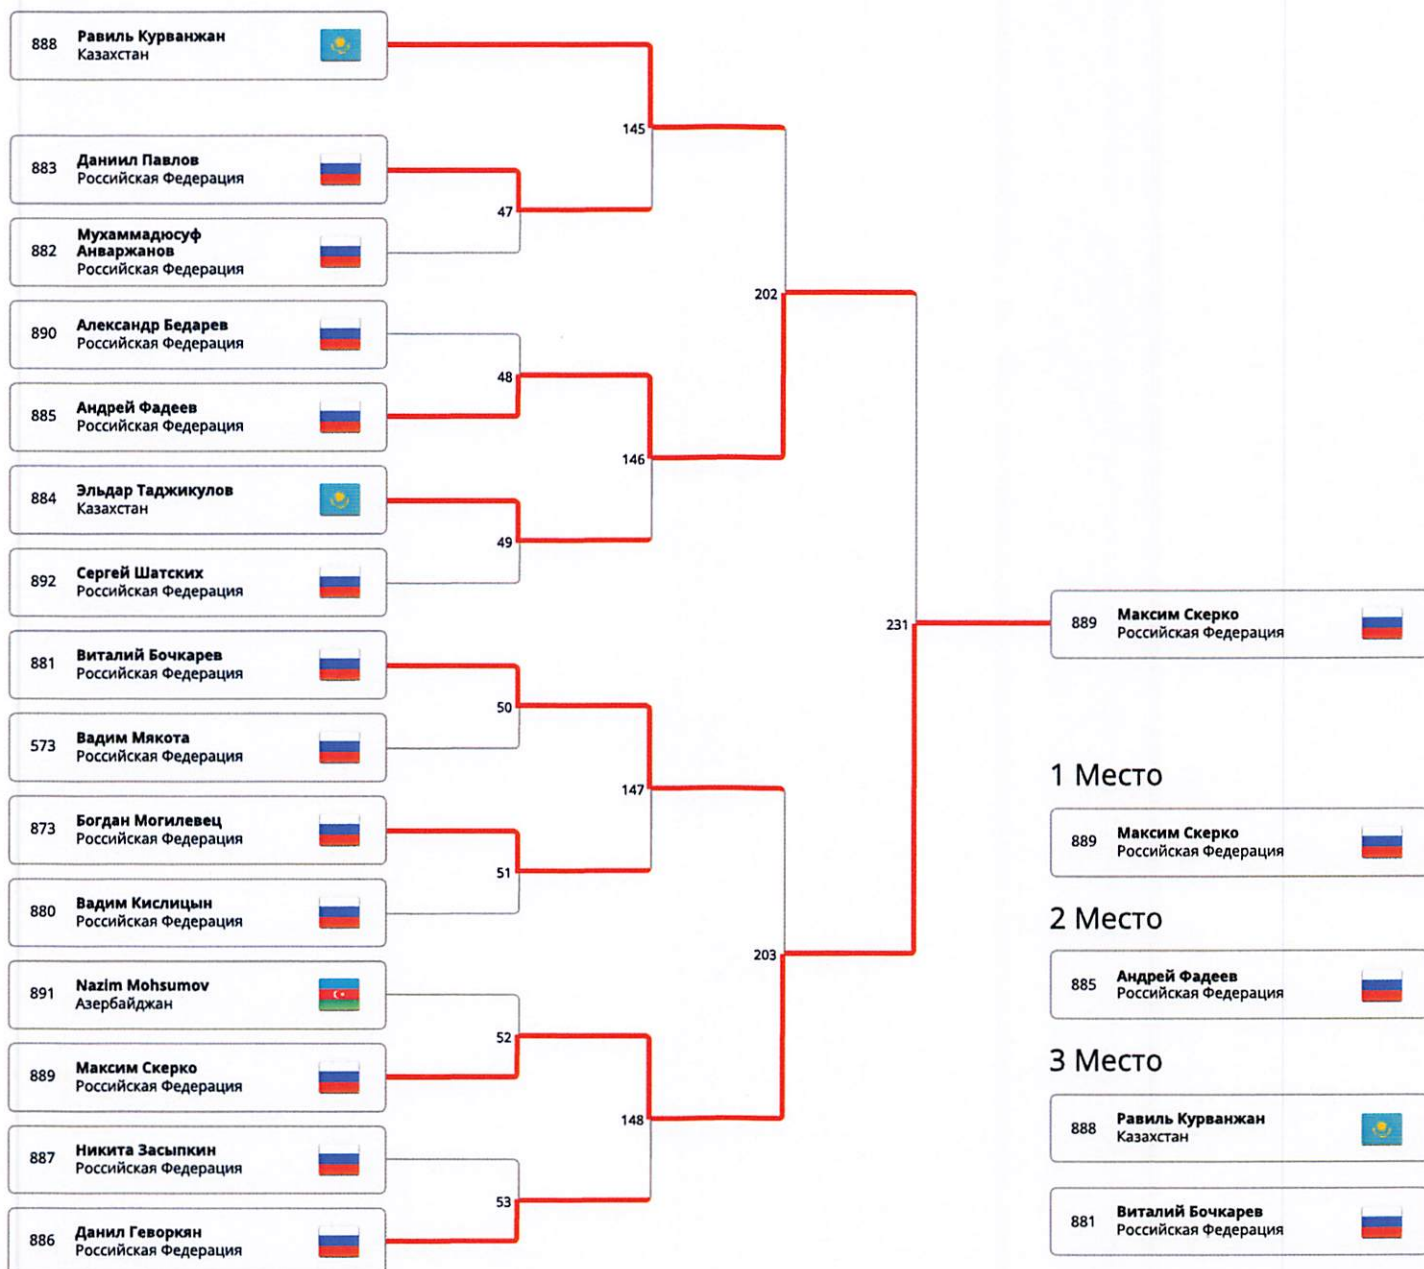 888
Равиль Курванжан
Казахстан
883
Даниил Павлов
Российская Федерация
882
Мухаммадюсуф
Анваржанов
Российская Федерация
890
Александр Бедарев
Российская Федерация
885
Андрей Фадеев
Российская Федерация
884
Эльдар Таджикулов
Казахстан
892
Сергей Шатских
Российская Федерация
881
Виталий Бочкарев
Российская Федерация
573
Вадим Мякота
Российская Федерация
873
Богдан Могилевец
Российская Федерация
880
Вадим Кислицын
Российская Федерация
891
Nazim Mohsumov
Азербайджан
889
Максим Скерко
Российская Федерация
887
Никита Засыпкин
Российская Федерация
886
Данил Геворкян
Российская Федерация
47
48
49
50
51
52
53
145
146
147
148
202
203
231
889
Максим Скерко
Российская Федерация
1 Место
889
Максим Скерко
Российская Федерация
2 Место
885
Андрей Фадеев
Российская Федерация
3 Место
888
Равиль Курванжан
Казахстан
881
Виталий Бочкарев
Российская Федерация